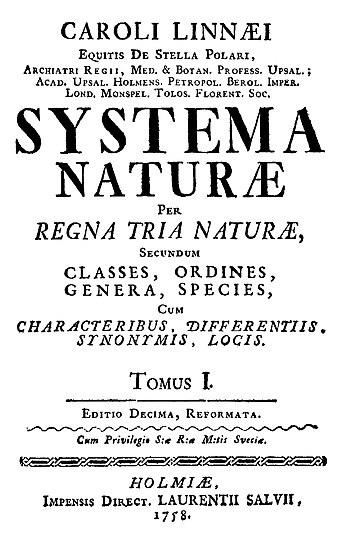 CAROLI LINNÆI
EQUITIS DE STELLA POLARI,
ARCHIATRI REGII, MED. & BOTAN. PROFESS. UPSAL.;
ACAD. UPSAL. HOLMENS. PETROPOL. BEROL. IMPER.
LOND. MONSPEL. TOLOS. FLORENT. SOC.
SYSTEMA
NATURÆ
PER
REGNA TRIA NATURÆ,
SECUNDUM
CLASSES, ORDINES,
GENERA, SPECIES,
CUM
CHARACTERIBUS, DIFFERENTIIS.
SYNONYMIS, LOCIS.
TOMUS I.
EDITIO DECIMA, REFORMATA.
Cum Privilegio S:æ R:æ M:tis Sveciæ.
HOLMIÆ,
IMPENSIS DIRECT. LAURENTII SALVII,
1758.